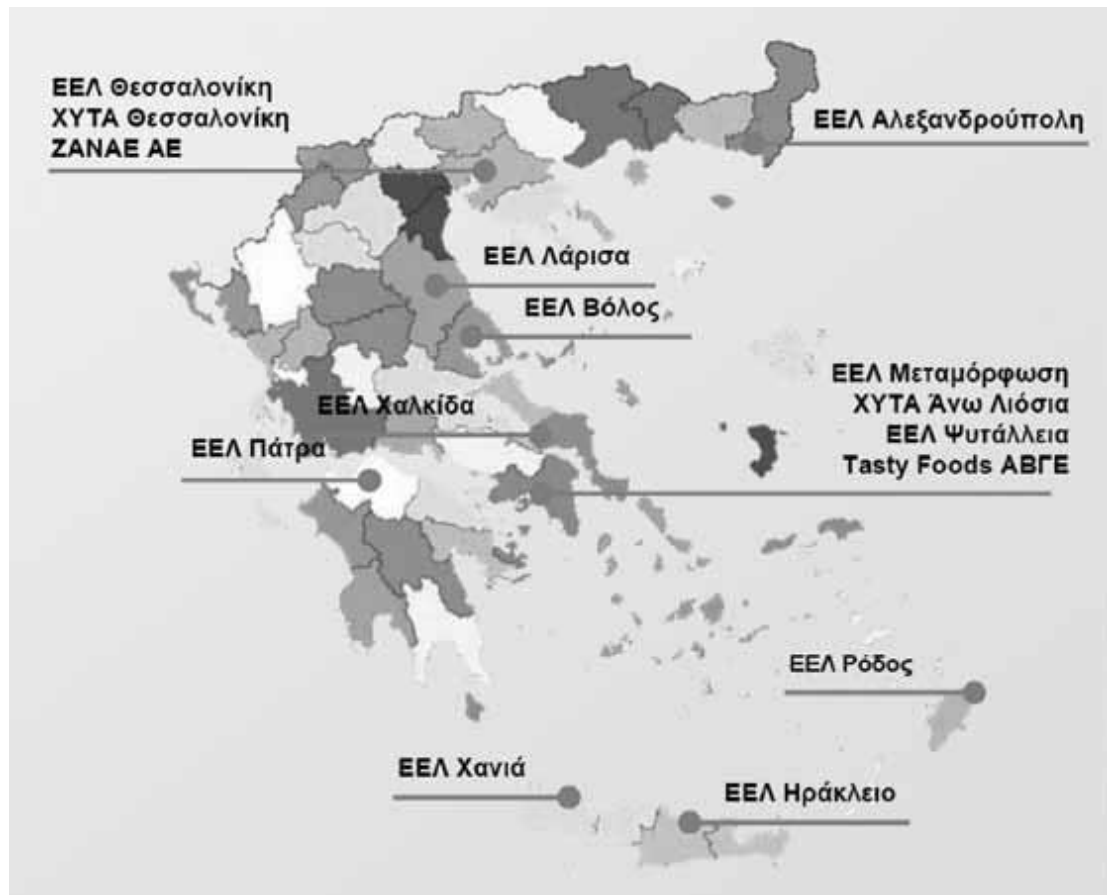 ΕΕΛ Θεσσαλονίκη
ΧΥΤΑ Θεσσαλονίκη
ΖΑΝΑΕ ΑΕ
ΕΕΛ Αλεξανδρούπολη
ΕΕΛ Λάρισα
ΕΕΛ Βόλος
ΕΕΛ Μεταμόρφωση
ΧΥΤΑ Άνω Λιόσια
ΕΕΛ Ψυτάλλεια
Tasty Foods ΑΒΓΕ
ΕΕΛ Χαλκίδα
ΕΕΛ Πάτρα
ΕΕΛ Ρόδος
ΕΕΛ Χανιά
ΕΕΛ Ηράκλειο